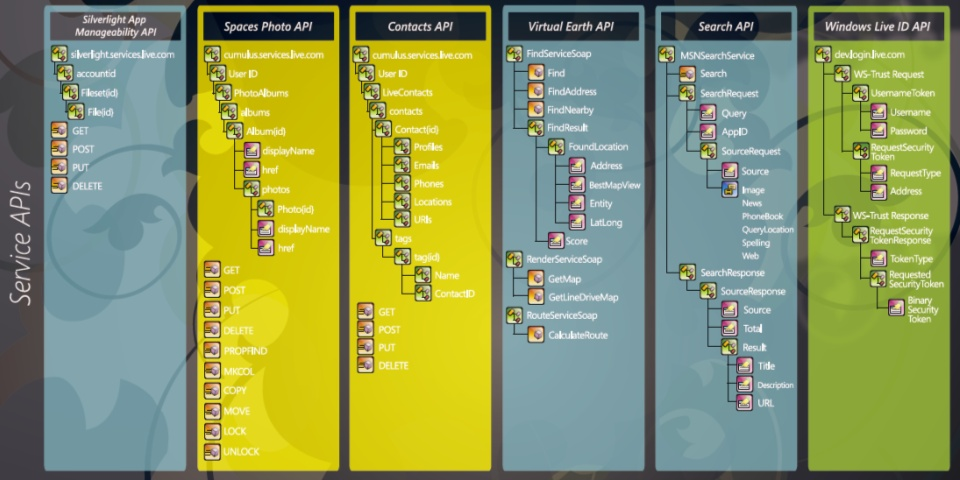 Service APIs
Silverlight App
Manageability API
silverlight.services.live.com
accountid
Fileset(id)
File(id)
GET
POST
PUT
DELETE
Spaces Photo API
cumulus.services.live.com
User ID
PhotoAlbums
albums
Album(id)
displayName
href
photos
Photo(id)
displayName
href
GET
POST
PUT
DELETE
PROPFIND
MKCOL
COPY
MOVE
LOCK
UNLOCK
Contacts API
cumulus.services.live.com
User ID
LiveContacts
contacts
Contact(id)
Profiles
Emails
Phones
Locations
URIs
tags
tag(id)
Name
ContactID
GET
POST
PUT
DELETE
Virtual Earth API
FindServiceSoap
Find
FindAddress
FindNearby
FindResult
FoundLocation
Address
BestMapView
Entity
LatLong
Score
RenderServiceSoap
GetMap
GetLineDriveMap
RouteServiceSoap
CalculateRoute
Search API
MSNSearchService
Search
SearchRequest
Query
AppID
SourceRequest
Source
Image
News
PhoneBook
QueryLocation
Spelling
Web
SearchResponse
SourceResponse
Source
Total
Result
Title
Description
URL
Windows Live ID API
dev.login.live.com
WS-Trust Request
UsernameToken
Username
Password
RequestSecurity
Token
RequestType
Address
WS-Trust Response
RequestSecurity
TokenResponse
TokenType
Requested
SecurityToken
Binary
Security
Token